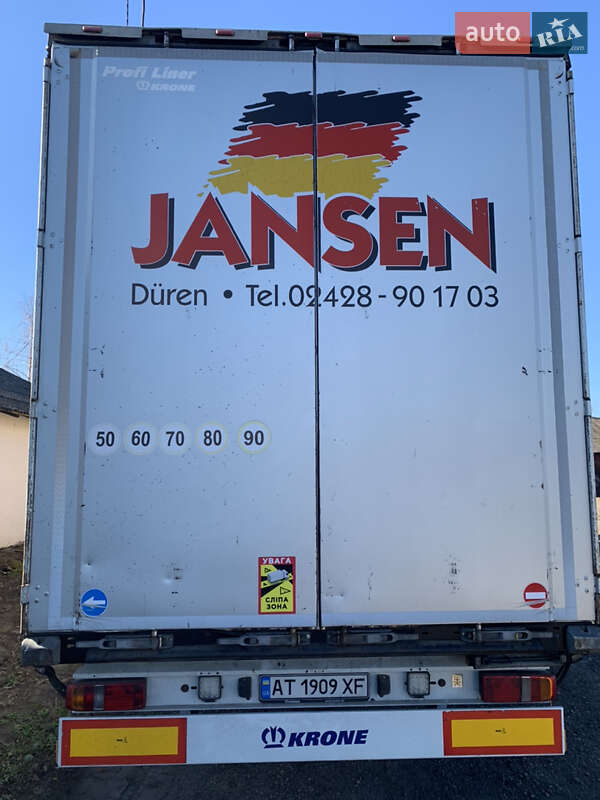 auto RIA.com
Profi Liner
KRONE
JANSEN
Düren • Tel.02428-90 17 03
50 60 70 80 90
УВАГА
СЛІПА
ЗОНА
AT 1909 XF
KRONE